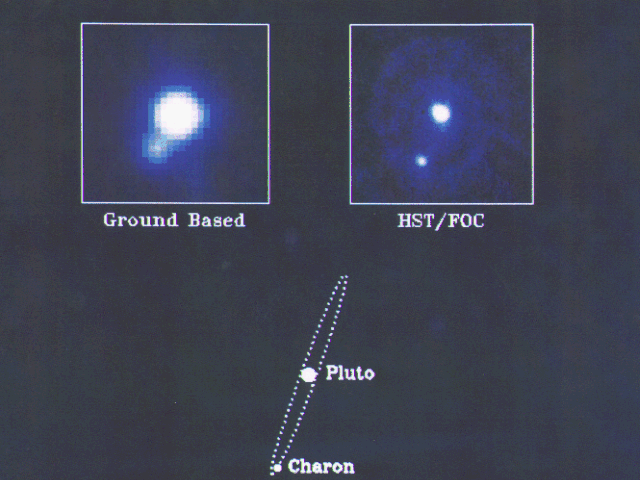 Ground Based
HST/FOC
Pluto
Charon